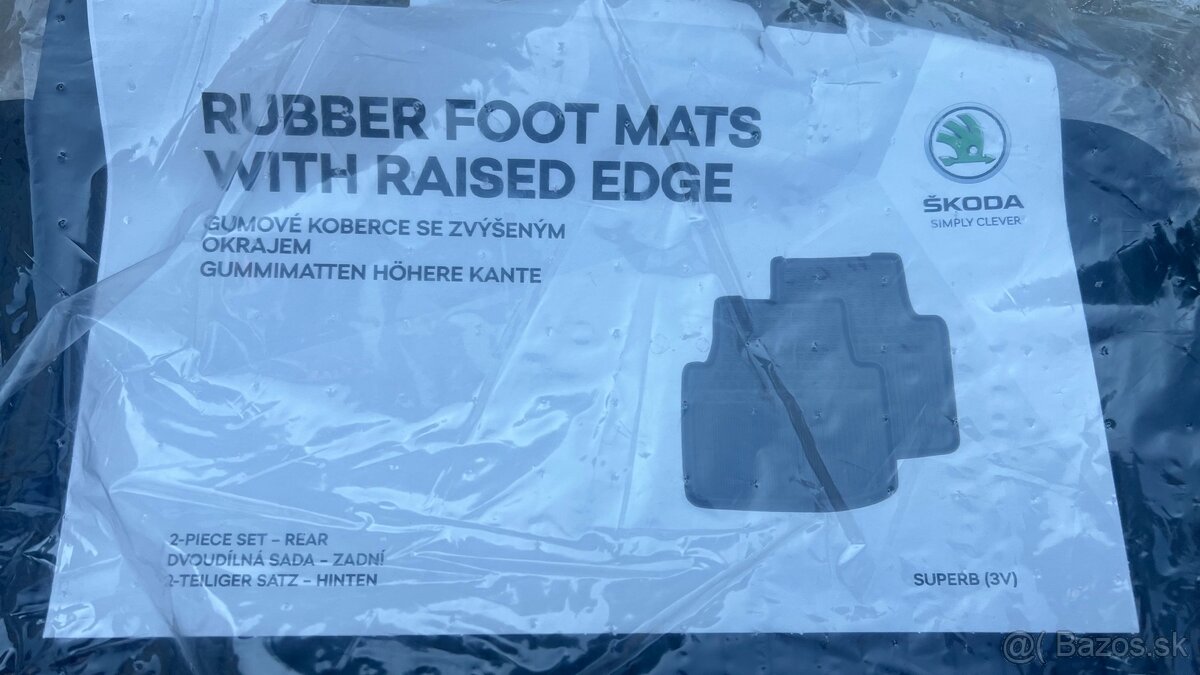 RUBBER FOOT MATS
WITH RAISED EDGE
GUMOVÉ KOBERCE SE ZVÝŠENÝM
OKRAJEM
GUMMIMATTEN HÖHERE KANTE
ŠKODA
SIMPLY CLEVER
2-PIECE SET – REAR
DVOUDÍLNÁ SADA – ZADNÍ
2-TEILIGER SATZ – HINTEN
SUPERB (3V)
@( Bazos.sk